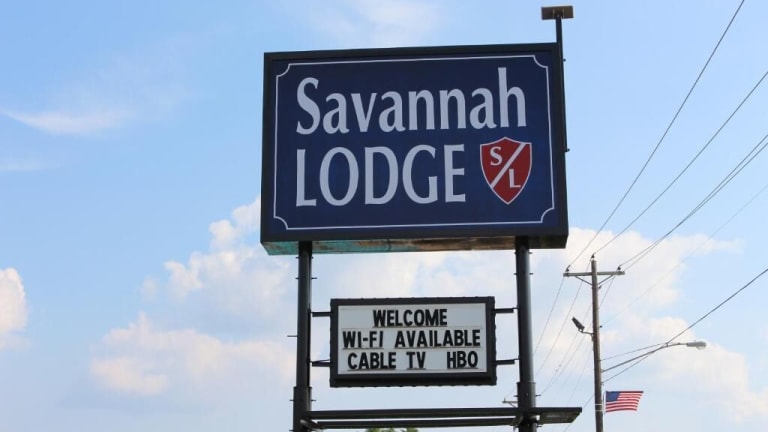 Savannah
LODGE
S/L
WELCOME
WI-FI AVAILABLE
CABLE TV HBO